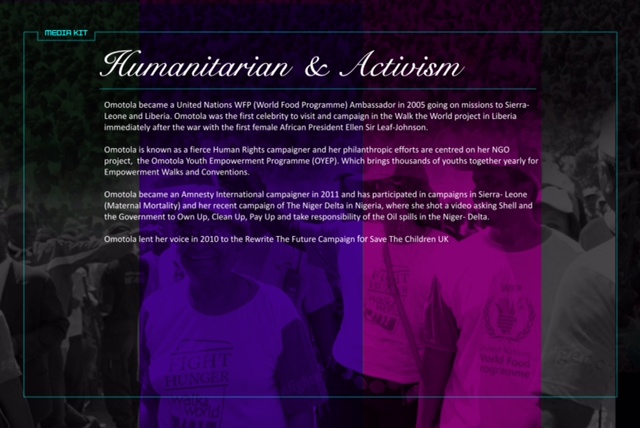 MEDIA KIT
Humanitarian & Activism
Omotola became a United Nations WFP (World Food Programme) Ambassador in 2005 going on missions to Sierra-
Leone and Liberia. Omotola was the first celebrity to visit and campaign in the Walk the World project in Liberia
immediately after the war with the first female African President Ellen Sir Leaf-Johnson.
Omotola is known as a fierce Human Rights campaigner and her philanthropic efforts are centred on her NGO
project, the Omotola Youth Empowerment Programme (OYEP). Which brings thousands of youths together yearly for
Empowerment Walks and Conventions.
Omotola became an Amnesty International campaigner in 2011 and has participated in campaigns in Sierra- Leone
(Maternal Mortality) and her recent campaign of The Niger Delta in Nigeria, where she shot a video asking Shell and
the Government to Own Up, Clean Up, Pay Up and take responsibility of the Oil spills in the Niger- Delta.
Omotola lent her voice in 2010 to the Rewrite The Future Campaign for Save The Children UK
FIGHT
HUNGER
walk
world
WFP
World Food
Programme